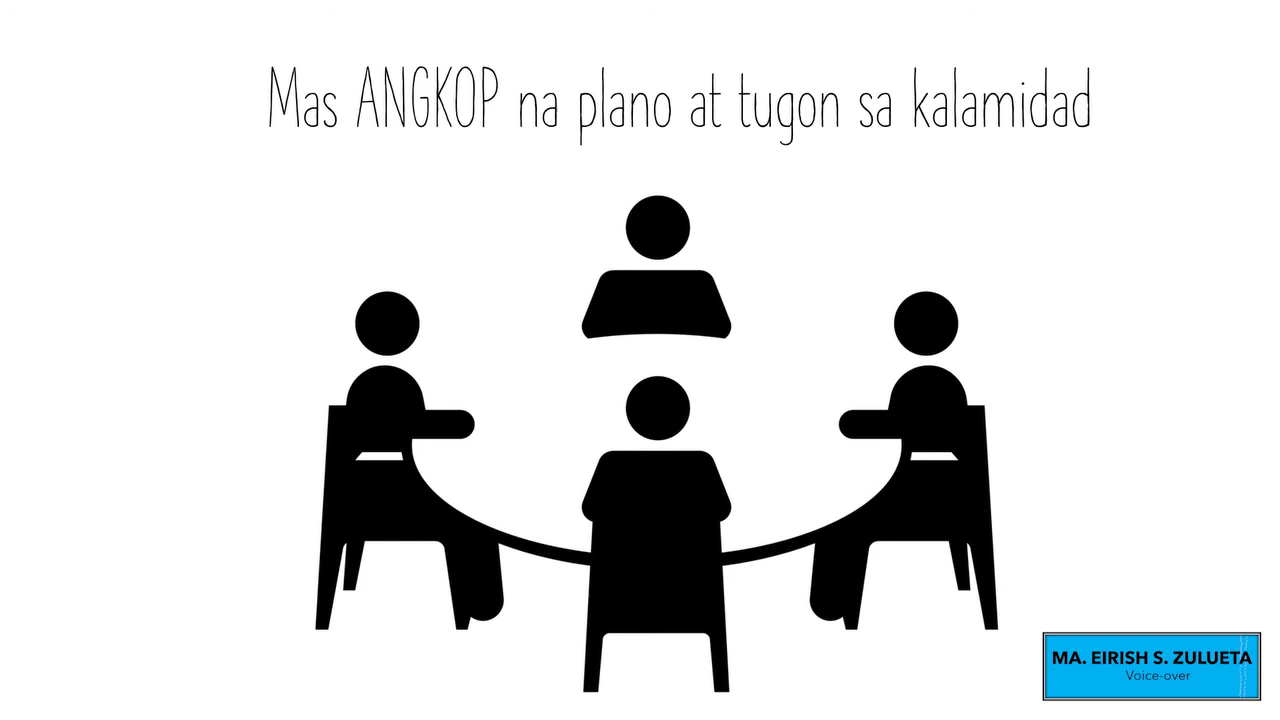 Mas ANGKOP na plano at tugon sa kalamidad
MA. EIRISH S. ZULUETA
Voice-over